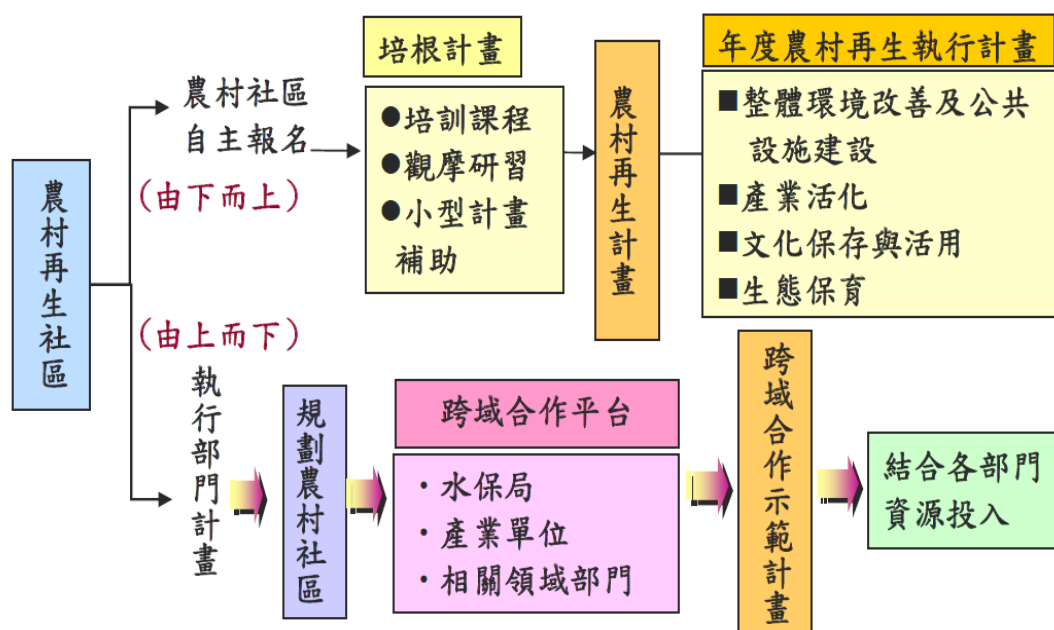 農村再生社區
農村社區
自主報名
(由下而上)
培根計畫
●培訓課程
●觀摩研習
●小型計畫
補助
農村再生計畫
年度農村再生執行計畫
■整體環境改善及公共
設施建設
■產業活化
■文化保存與活用
■生態保育
(由上而下)
執行部門計畫
規劃農村社區
跨域合作平台
・水保局
・產業單位
・相關領域部門
跨域合作示範計畫
結合各部門
資源投入